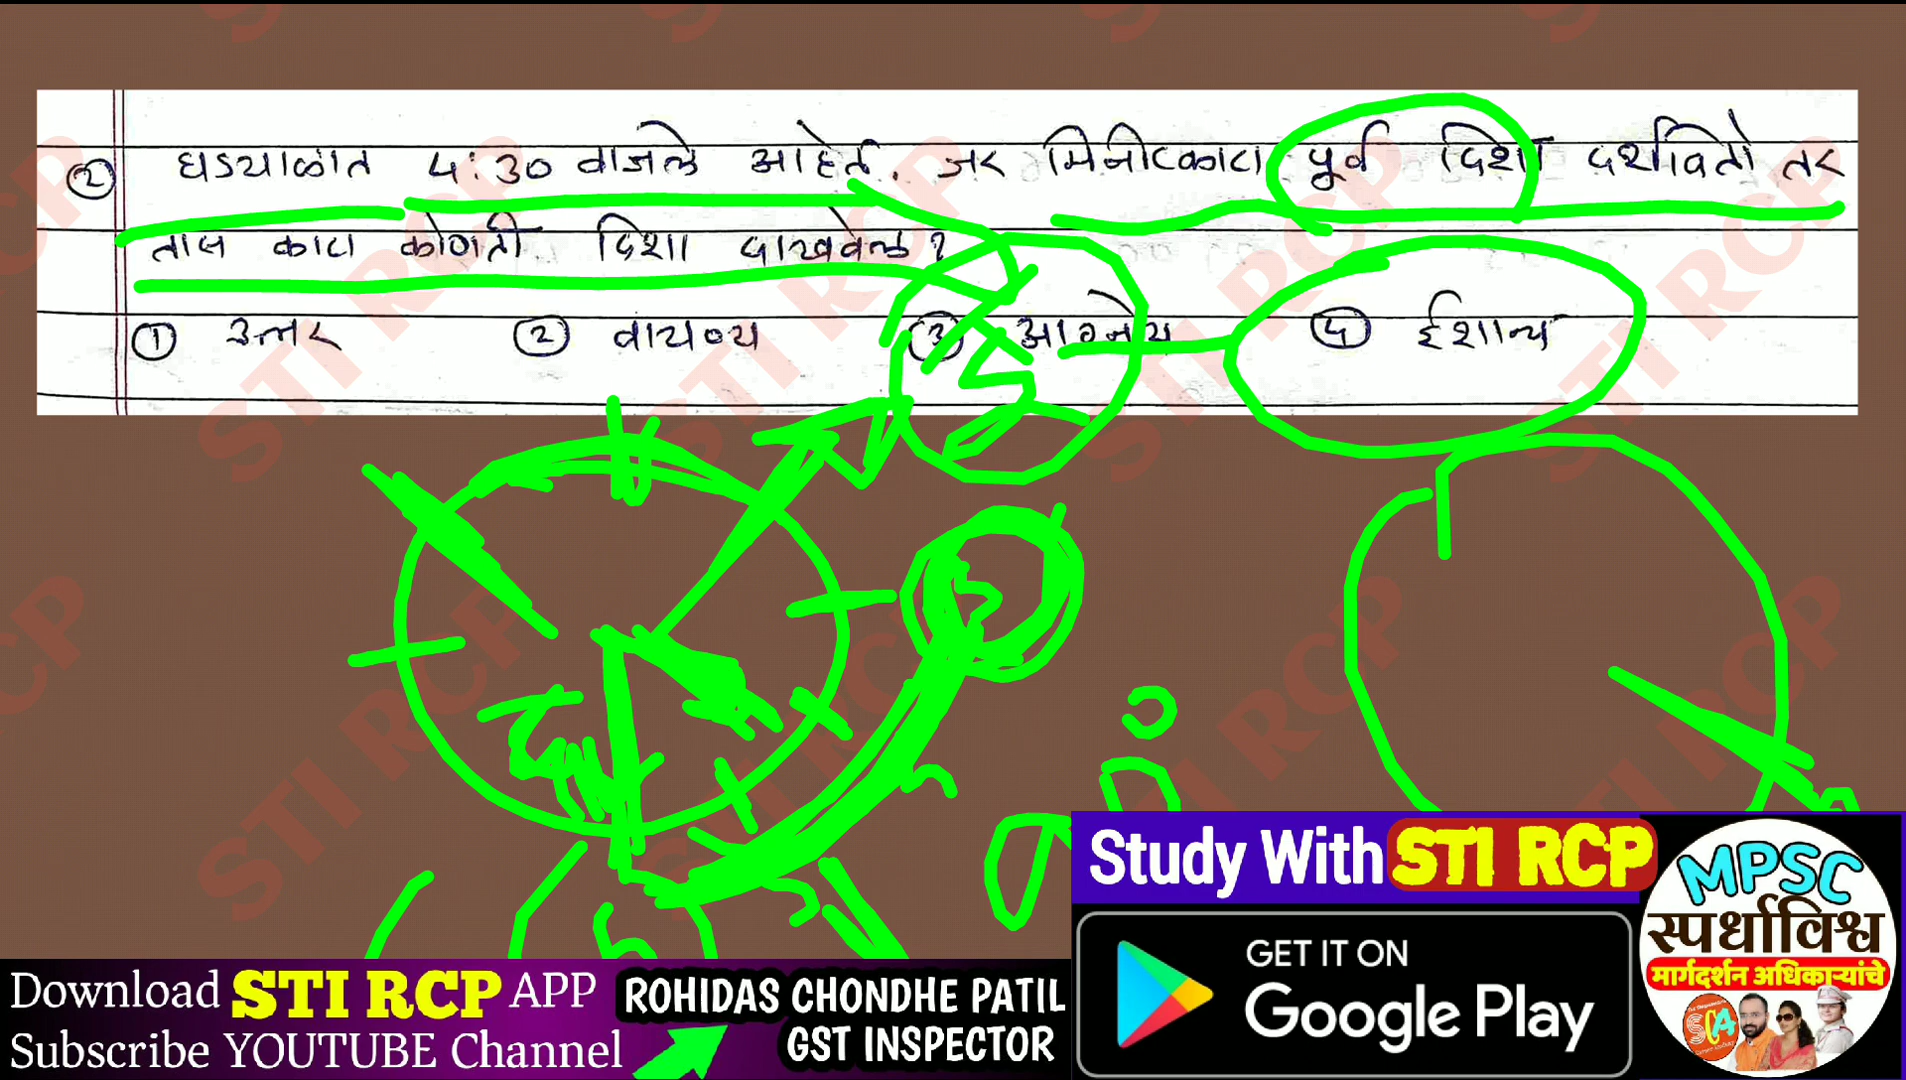 ② घड्याळात 4:30 वाजले आहेत. जर मिनीटकाटा पूर्व दिशा दर्शवितो तर
तास काटा कोणती दिशा दाखवेल?
① उत्तर ② वायव्य ③ आग्नेय ④ ईशान्य
Study With STI RCP
GET IT ON
Google Play
MPSC
स्पर्धाविश्व
मार्गदर्शन अधिकाऱ्यांचे
Download STI RCP APP
Subscribe YOUTUBE Channel
ROHIDAS CHONDHE PATIL
GST INSPECTOR